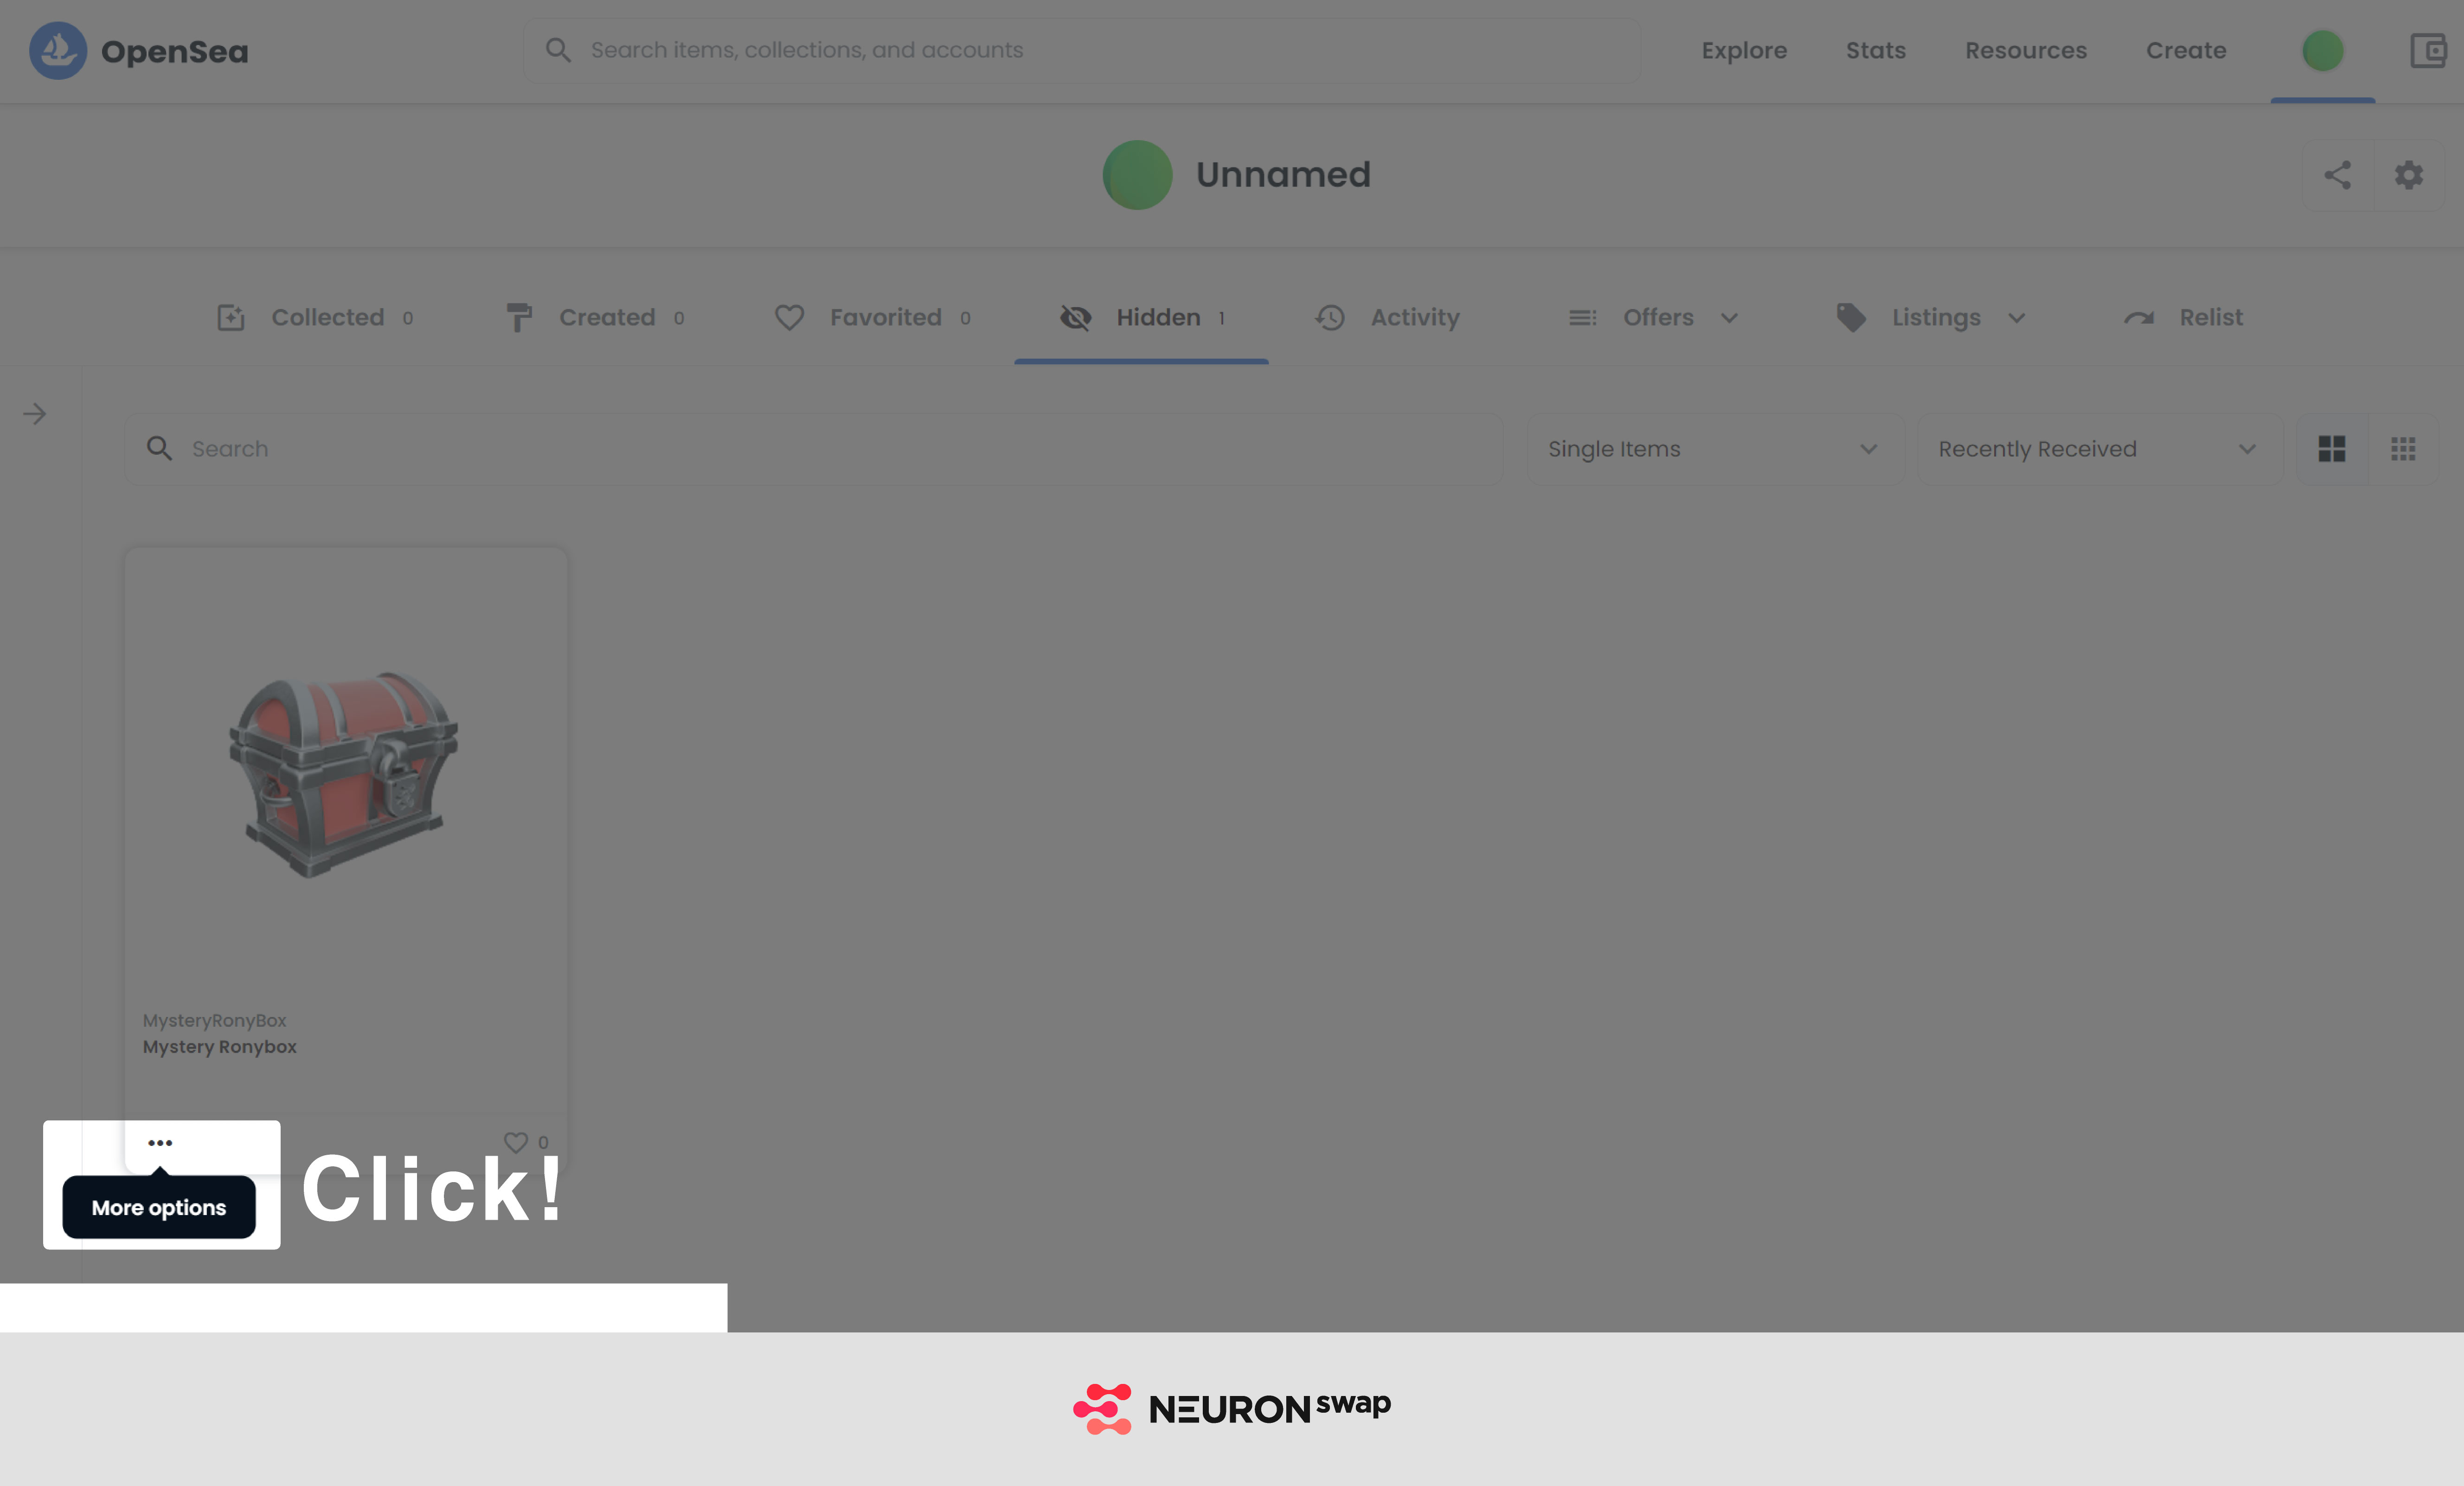 OpenSea
Search items, collections, and accounts
Explore Stats Resources Create
Unnamed
Collected 0 Created 0 Favorited 0 Hidden 1 Activity Offers Listings Relist
Search
Single Items
Recently Received
MysteryRonyBox
Mystery Ronybox
0
More options
Click!
NEURON swap